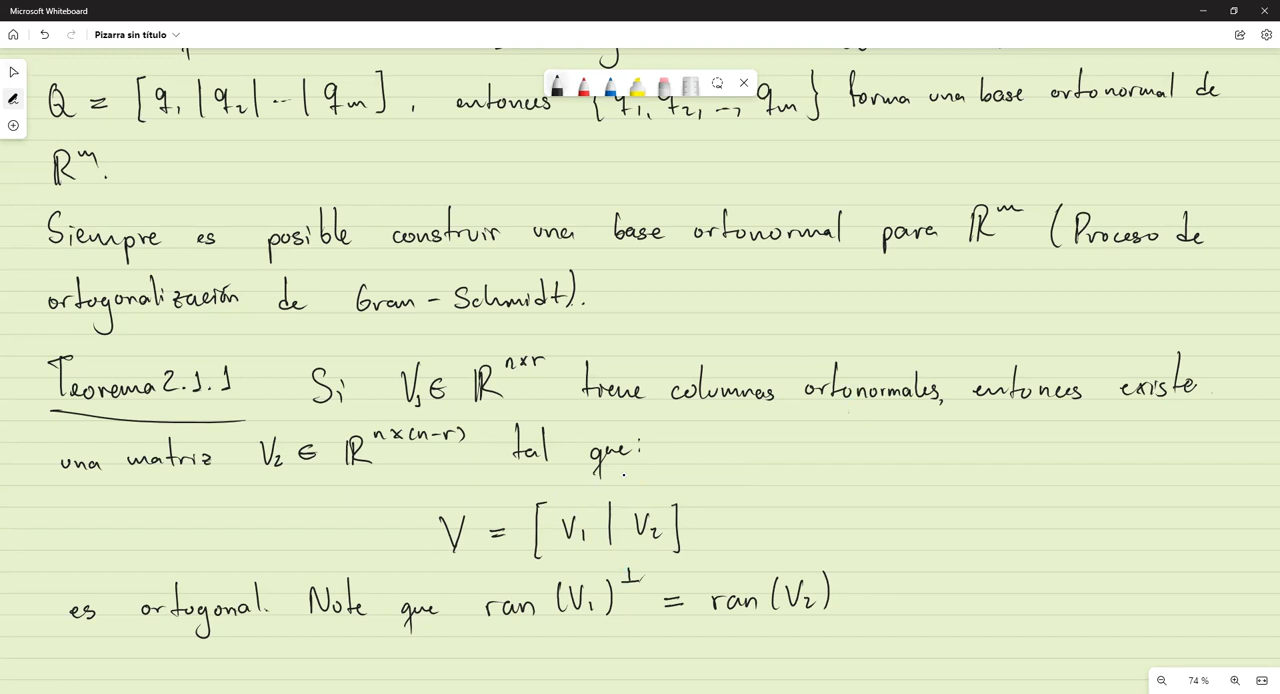 Microsoft Whiteboard
Pizarra sin título
Q = [q₁ | q₂ | ··· | qₘ], entonces {q₁, q₂, ..., qₘ} forma una base ortonormal de
ℝᵐ.
Siempre es posible construir una base ortonormal para ℝᵐ (Proceso de
ortogonalización de Gran - Schmidt).
Teorema 2.1.1 Si V₁ ∈ ℝⁿˣʳ tiene columnas ortonormales, entonces existe
una matriz V₂ ∈ ℝⁿˣ⁽ⁿ⁻ʳ⁾ tal que:
V = [V₁ | V₂]
es ortogonal. Note que ran (V₁)^⊥ = ran (V₂)
74 %